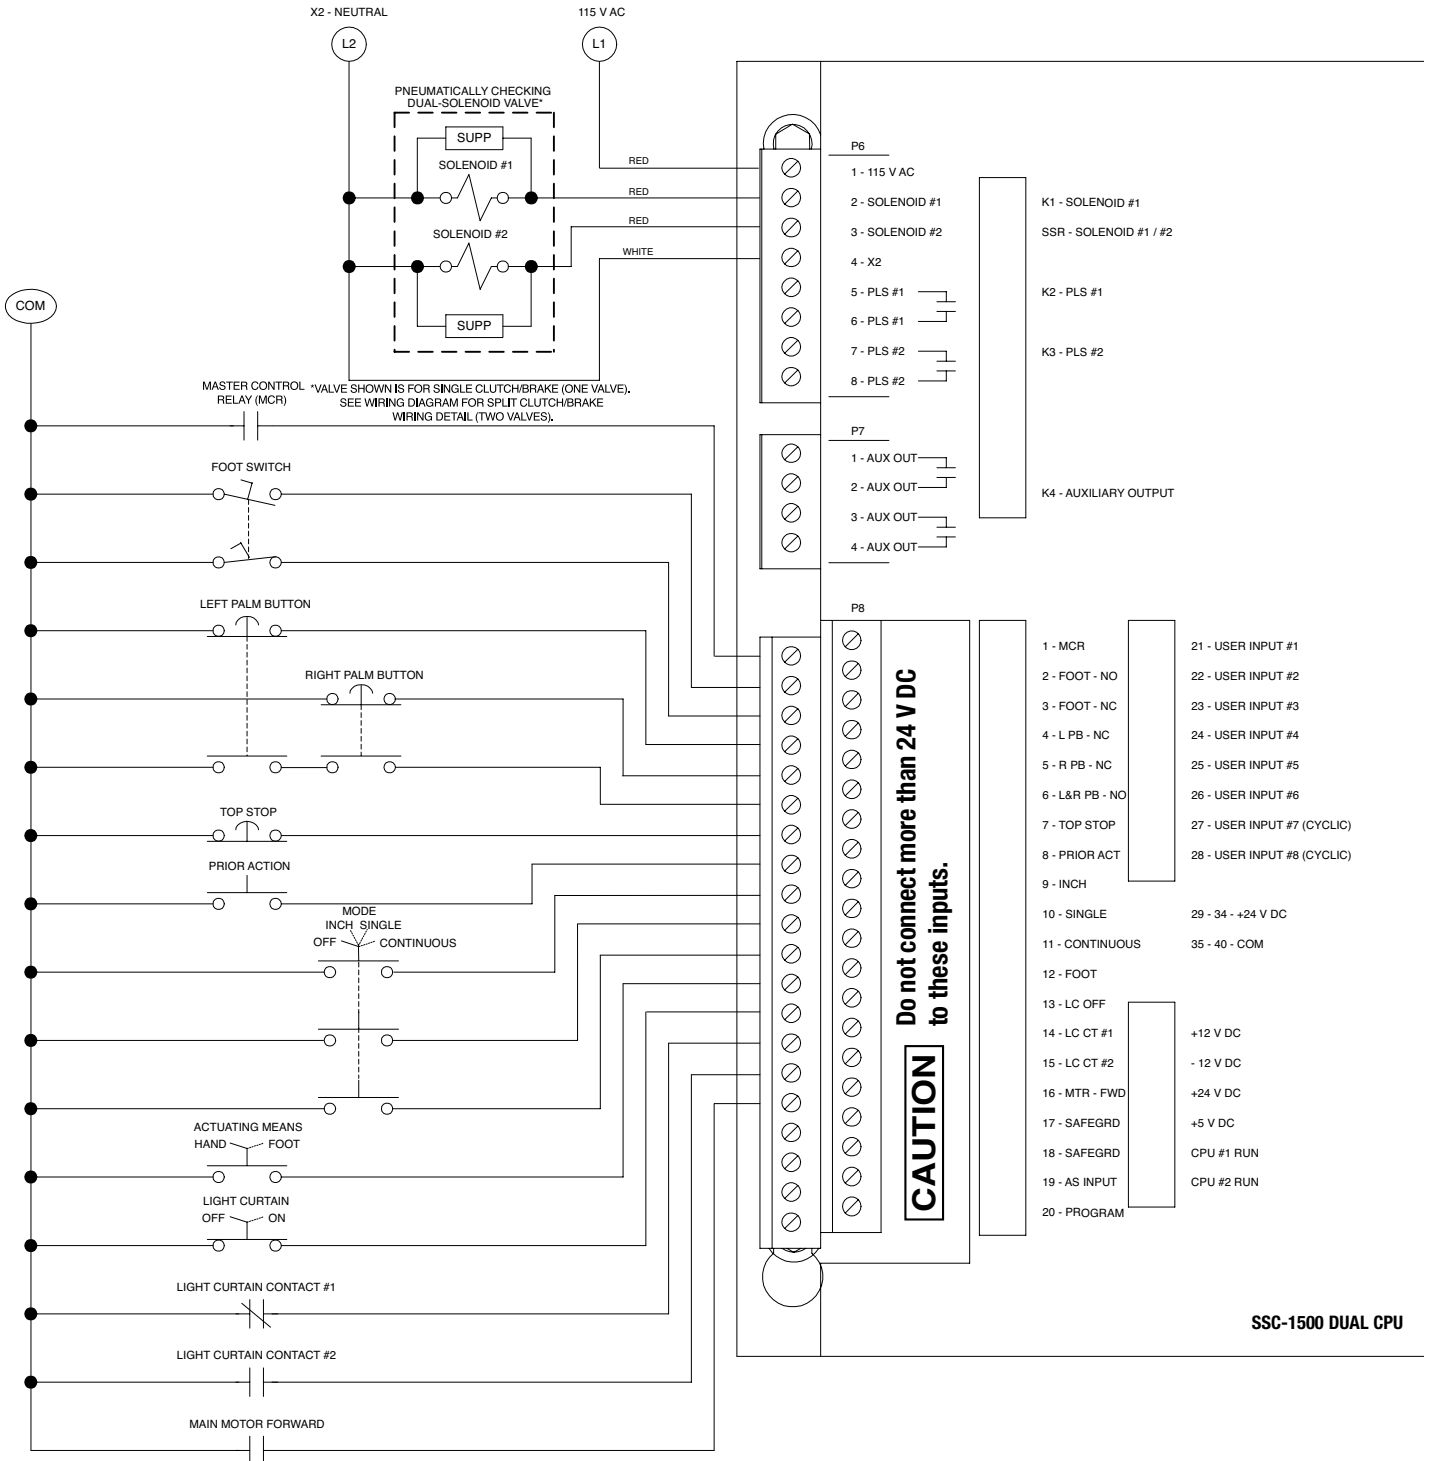 X2 - NEUTRAL
115 V AC
L2
L1
PNEUMATICALLY CHECKING
DUAL-SOLENOID VALVE*
SUPP
SOLENOID #1
SOLENOID #2
SUPP
RED
RED
RED
WHITE
*VALVE SHOWN IS FOR SINGLE CLUTCH/BRAKE (ONE VALVE).
SEE WIRING DIAGRAM FOR SPLIT CLUTCH/BRAKE
WIRING DETAIL (TWO VALVES).
COM
MASTER CONTROL
RELAY (MCR)
FOOT SWITCH
LEFT PALM BUTTON
RIGHT PALM BUTTON
TOP STOP
PRIOR ACTION
MODE
INCH SINGLE
OFF CONTINUOUS
ACTUATING MEANS
HAND FOOT
LIGHT CURTAIN
OFF ON
LIGHT CURTAIN CONTACT #1
LIGHT CURTAIN CONTACT #2
MAIN MOTOR FORWARD
P6
1 - 115 V AC
2 - SOLENOID #1
3 - SOLENOID #2
4 - X2
5 - PLS #1
6 - PLS #1
7 - PLS #2
8 - PLS #2
K1 - SOLENOID #1
SSR - SOLENOID #1 / #2
K2 - PLS #1
K3 - PLS #2
P7
1 - AUX OUT
2 - AUX OUT
3 - AUX OUT
4 - AUX OUT
K4 - AUXILIARY OUTPUT
P8
CAUTION
Do not connect more than 24 V DC
to these inputs.
1 - MCR
2 - FOOT - NO
3 - FOOT - NC
4 - L PB - NC
5 - R PB - NC
6 - L&R PB - NO
7 - TOP STOP
8 - PRIOR ACT
9 - INCH
10 - SINGLE
11 - CONTINUOUS
12 - FOOT
13 - LC OFF
14 - LC CT #1
15 - LC CT #2
16 - MTR - FWD
17 - SAFEGRD
18 - SAFEGRD
19 - AS INPUT
20 - PROGRAM
21 - USER INPUT #1
22 - USER INPUT #2
23 - USER INPUT #3
24 - USER INPUT #4
25 - USER INPUT #5
26 - USER INPUT #6
27 - USER INPUT #7 (CYCLIC)
28 - USER INPUT #8 (CYCLIC)
29 - 34 - +24 V DC
35 - 40 - COM
+12 V DC
- 12 V DC
+24 V DC
+5 V DC
CPU #1 RUN
CPU #2 RUN
SSC-1500 DUAL CPU